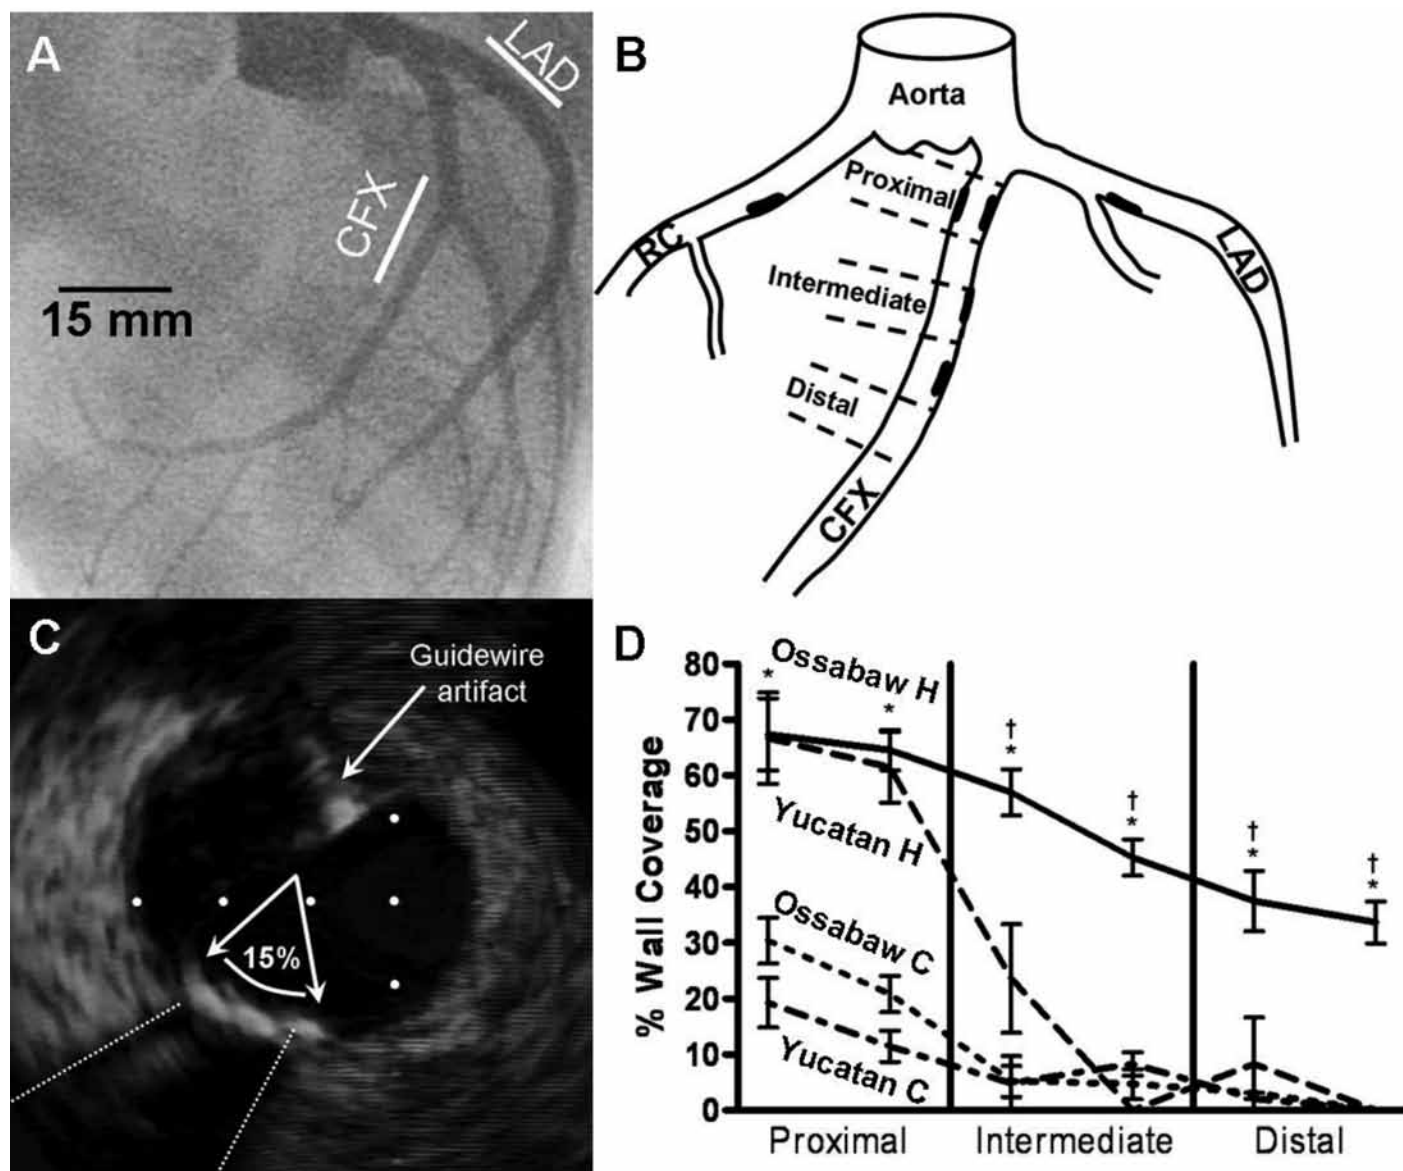 A
LAD
CFX
15 mm
B
Aorta
Proximal
Intermediate
Distal
RC
LAD
CFX
C
Guidewire
artifact
15%
D
80
70
60
50
40
30
20
10
0
% Wall Coverage
Ossabaw H
Yucatan H
Ossabaw C
Yucatan C
*
*
†
*
†
*
†
*
†
*
Proximal
Intermediate
Distal